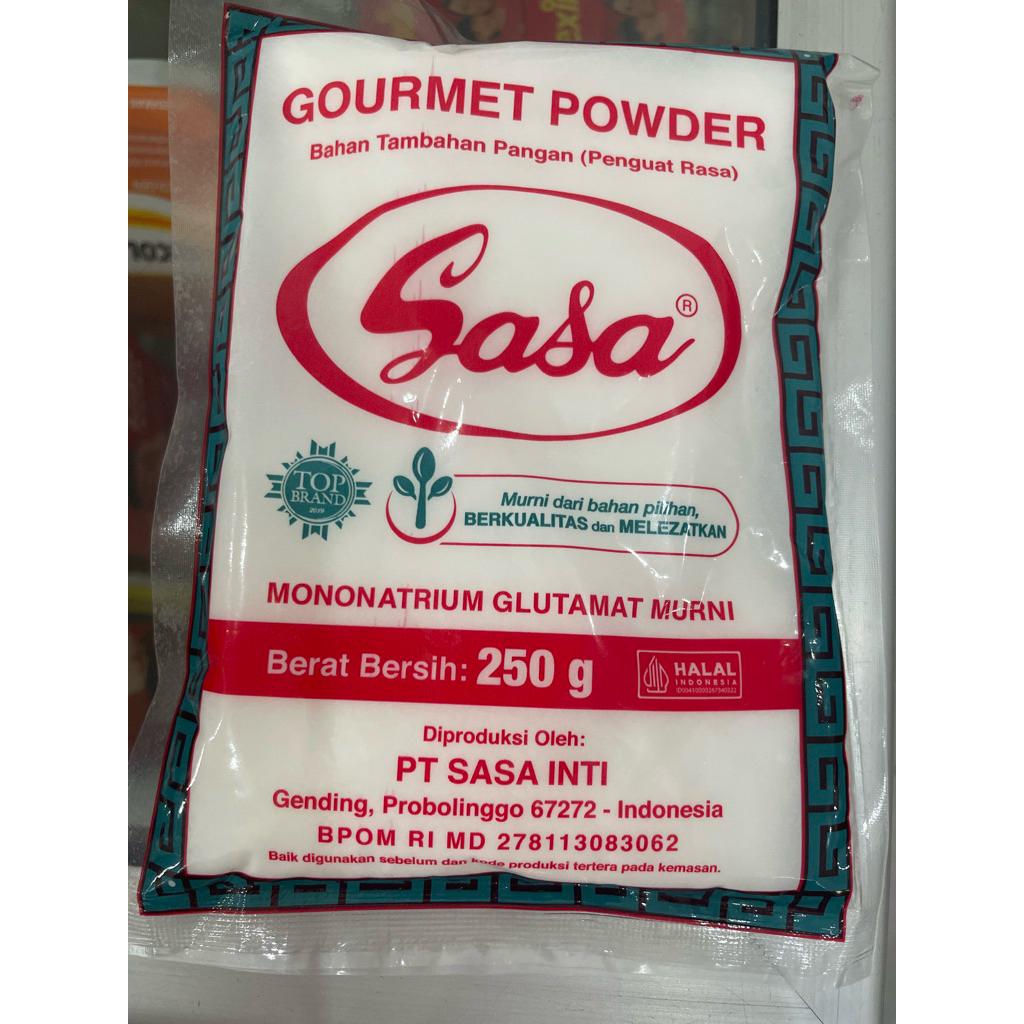 GOURMET POWDER
Bahan Tambahan Pangan (Penguat Rasa)
Sasa ®
TOP
BRAND
2019
Murni dari bahan pilihan,
BERKUALITAS dan MELEZATKAN
MONONATRIUM GLUTAMAT MURNI
Berat Bersih: 250 g
HALAL
INDONESIA
Diproduksi Oleh:
PT SASA INTI
Gending, Probolinggo 67272 - Indonesia
BPOM RI MD 278113083062
Baik digunakan sebelum dan kode produksi tertera pada kemasan.